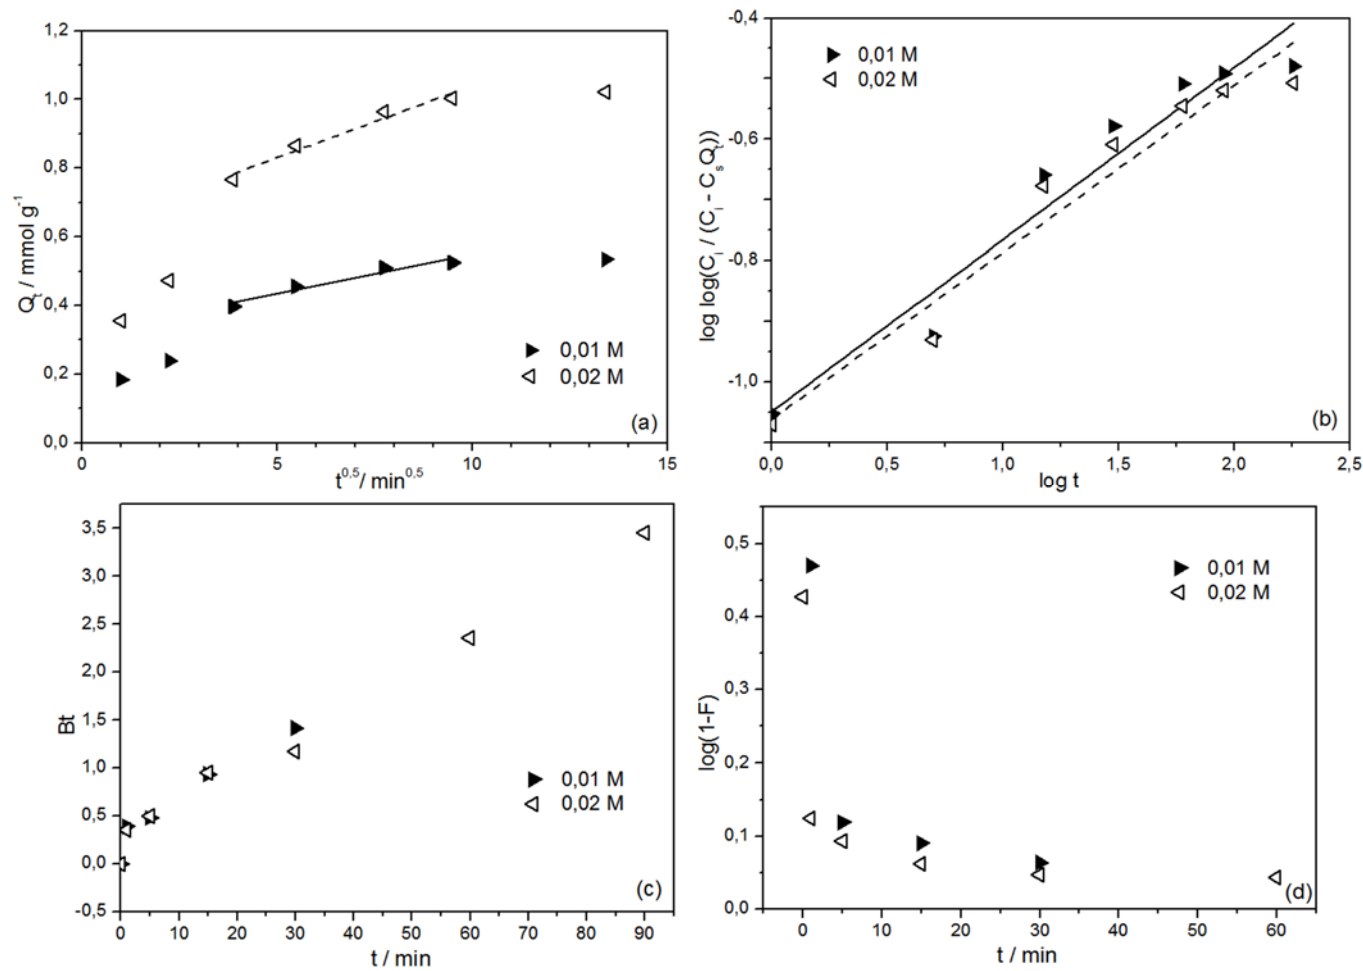 1,2
1,0
0,8
0,6
0,4
0,2
0,0
Q_t / mmol g^-1
0 5 10 15
t^0,5/ min^0,5
0,01 M
0,02 M
(a)
-0,4
-0,6
-0,8
-1,0
log log(C_i / (C_i - C_s Q_t))
0,0 0,5 1,0 1,5 2,0 2,5
log t
0,01 M
0,02 M
(b)
3,5
3,0
2,5
2,0
1,5
1,0
0,5
0,0
-0,5
Bt
0 10 20 30 40 50 60 70 80 90
t / min
0,01 M
0,02 M
(c)
0,5
0,4
0,3
0,2
0,1
0,0
log(1-F)
0 10 20 30 40 50 60
t / min
0,01 M
0,02 M
(d)